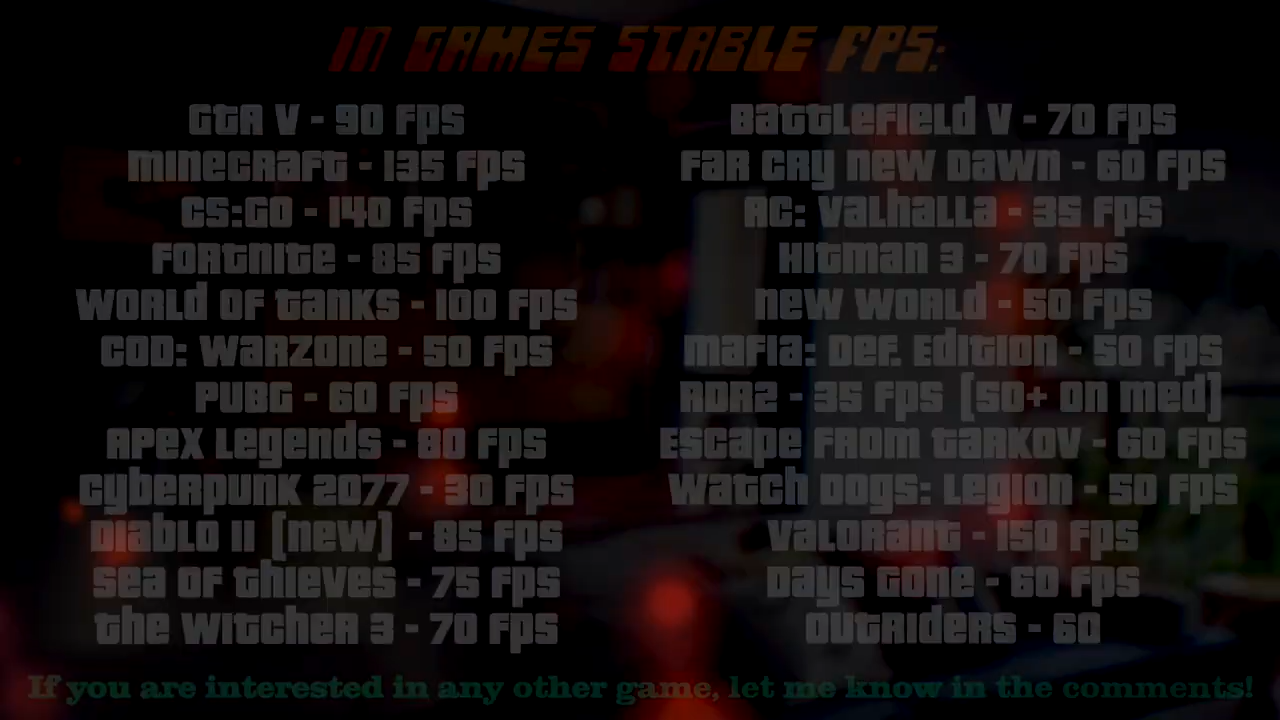 IN GAMES STABLE FPS:
GTA V - 90 FPS
Minecraft - 135 FPS
CS:GO - 140 FPS
Fortnite - 85 FPS
World of Tanks - 100 FPS
COD: Warzone - 50 FPS
PUBG - 60 FPS
Apex Legends - 80 FPS
Cyberpunk 2077 - 30 FPS
Diablo II [new] - 85 FPS
Sea of Thieves - 75 FPS
The Witcher 3 - 70 FPS
Battlefield V - 70 FPS
Far Cry New Dawn - 60 FPS
AC: Valhalla - 35 FPS
Hitman 3 - 70 FPS
New World - 50 FPS
Mafia: Def. Edition - 50 FPS
RDR2 - 35 FPS [50+ on med]
Escape From Tarkov - 60 FPS
Watch Dogs: Legion - 50 FPS
Valorant - 150 FPS
Days Gone - 60 FPS
Outriders - 60
If you are interested in any other game, let me know in the comments!